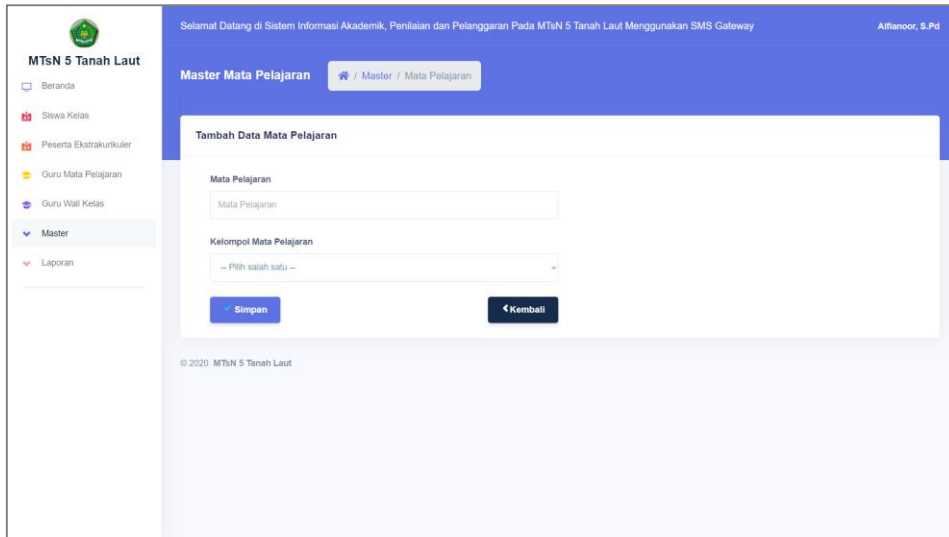 Selamat Datang di Sistem Informasi Akademik, Penilaian dan Pelanggaran Pada MTsN 5 Tanah Laut Menggunakan SMS Gateway
Alfianoor, S.Pd
MTsN 5 Tanah Laut
Beranda
Siswa Kelas
Peserta Ekstrakurikuler
Guru Mata Pelajaran
Guru Wali Kelas
Master
Laporan
Master Mata Pelajaran
/ Master / Mata Pelajaran
Tambah Data Mata Pelajaran
Mata Pelajaran
Mata Pelajaran
Kelompol Mata Pelajaran
-- Pilih salah satu --
Simpan
Kembali
© 2020 MTsN 5 Tanah Laut